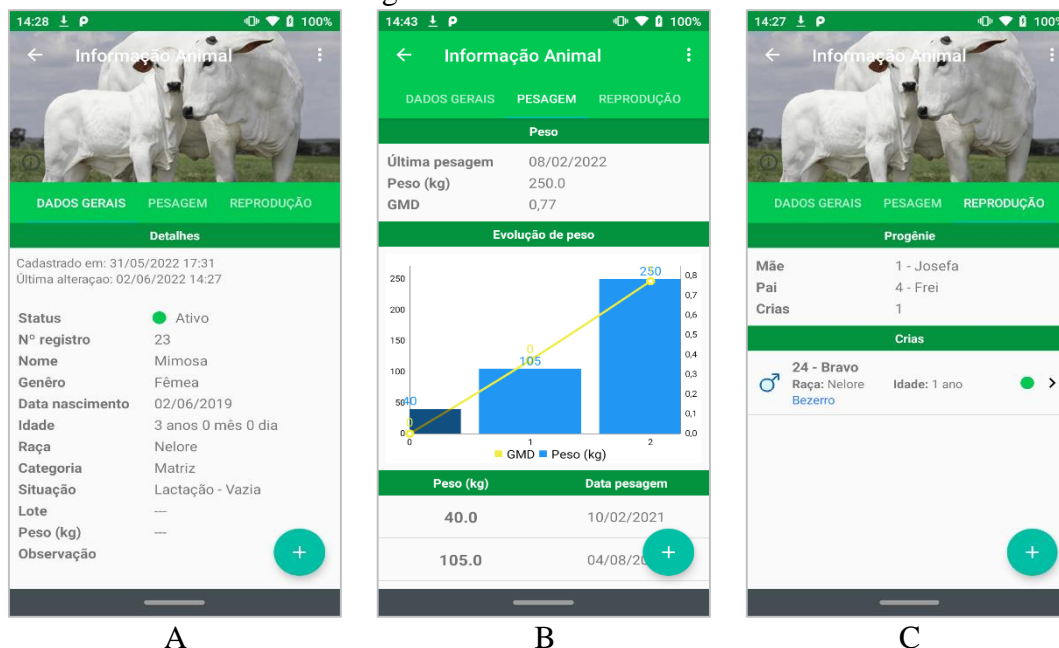 14:28 100%
Informação Animal
DADOS GERAIS PESAGEM REPRODUÇÃO
Detalhes
Cadastrado em: 31/05/2022 17:31
Última alteraçao: 02/06/2022 14:27
Status Ativo
Nº registro 23
Nome Mimosa
Genêro Fêmea
Data nascimento 02/06/2019
Idade 3 anos 0 mês 0 dia
Raça Nelore
Categoria Matriz
Situação Lactação - Vazia
Lote ---
Peso (kg) ---
Observação
+
A
14:43 100%
Informação Animal
DADOS GERAIS PESAGEM REPRODUÇÃO
Peso
Última pesagem 08/02/2022
Peso (kg) 250.0
GMD 0,77
Evolução de peso
250
200
150
100
50
0
40
0
0
105
250
0,8
0,7
0,6
0,5
0,4
0,3
0,2
0,1
0,0
0 1 2
GMD Peso (kg)
Peso (kg) Data pesagem
40.0 10/02/2021
105.0 04/08/20
+
B
14:27 100%
Informação Animal
DADOS GERAIS PESAGEM REPRODUÇÃO
Progênie
Mãe 1 - Josefa
Pai 4 - Frei
Crias 1
Crias
24 - Bravo
Raça: Nelore Idade: 1 ano
Bezerro
+
C